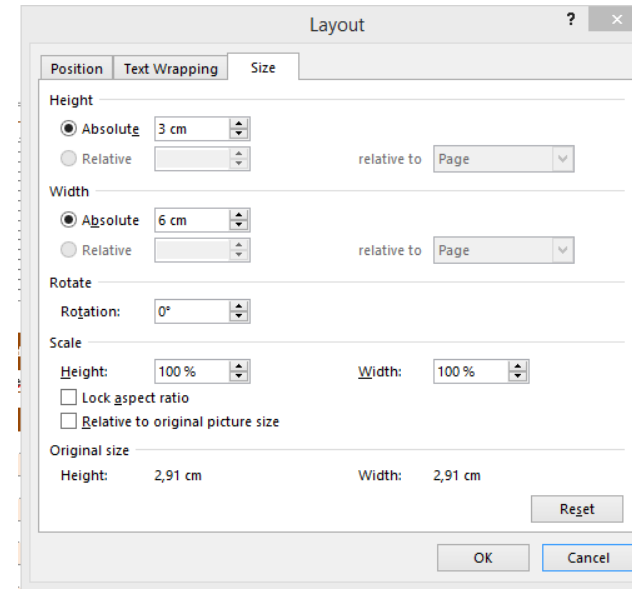 Layout ? ×
Position Text Wrapping Size
Height
Absolute 3 cm
Relative relative to Page
Width
Absolute 6 cm
Relative relative to Page
Rotate
Rotation: 0°
Scale
Height: 100 % Width: 100 %
Lock aspect ratio
Relative to original picture size
Original size
Height: 2,91 cm Width: 2,91 cm
Reset
OK Cancel